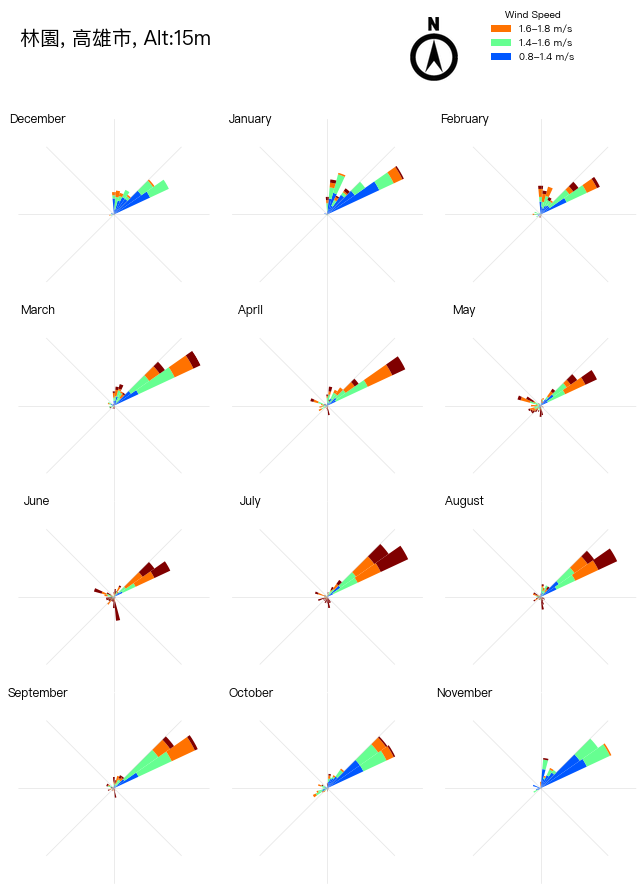 林園, 高雄市, Alt:15m
N
Wind Speed
1.6–1.8 m/s
1.4–1.6 m/s
0.8–1.4 m/s
December
January
February
March
April
May
June
July
August
September
October
November